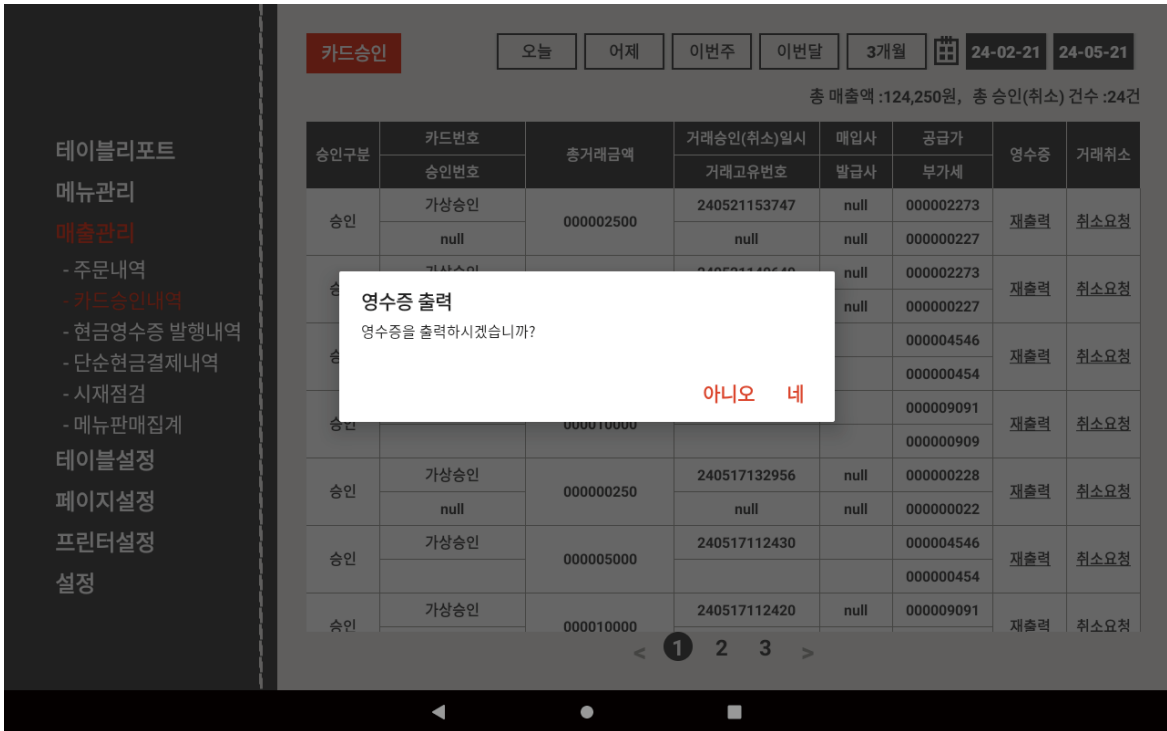 카드승인
오늘 어제 이번주 이번달 3개월 24-02-21 24-05-21
총 매출액 :124,250원, 총 승인(취소) 건수 :24건
테이블리포트
메뉴관리
매출관리
- 주문내역
- 카드승인내역
- 현금영수증 발행내역
- 단순현금결제내역
- 시재점검
- 메뉴판매집계
테이블설정
페이지설정
프린터설정
설정
승인구분 카드번호 총거래금액 거래승인(취소)일시 매입사 공급가 영수증 거래취소
승인번호 거래고유번호 발급사 부가세
승인 가상승인 000002500 240521153747 null 000002273 재출력 취소요청
null null null 000000227
null 000002273 재출력 취소요청
null 000000227
000004546 재출력 취소요청
000000454
승인 000010000 000009091 재출력 취소요청
000000909
승인 가상승인 000000250 240517132956 null 000000228 재출력 취소요청
null null null 000000022
승인 가상승인 000005000 240517112430 000004546 재출력 취소요청
000000454
승인 가상승인 000010000 240517112420 null 000009091 재출력 취소요청
영수증 출력
영수증을 출력하시겠습니까?
아니오 네
< 1 2 3 >